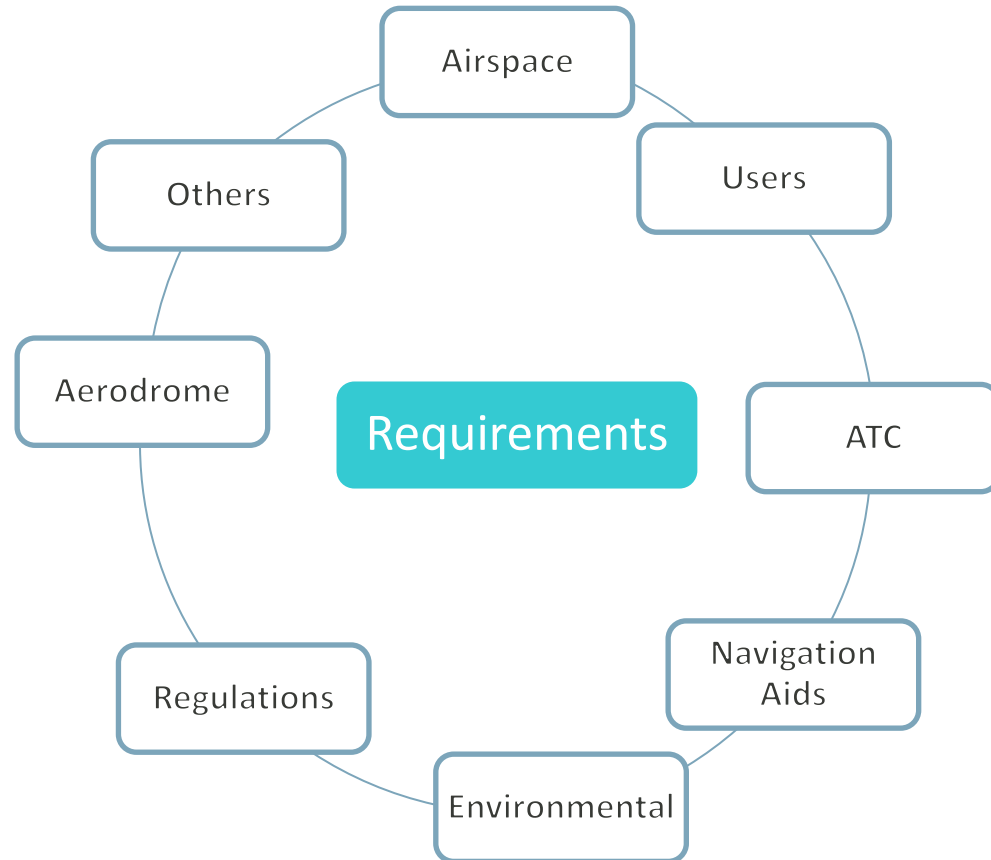 Airspace
Users
Others
Aerodrome
Requirements
ATC
Navigation
Aids
Regulations
Environmental